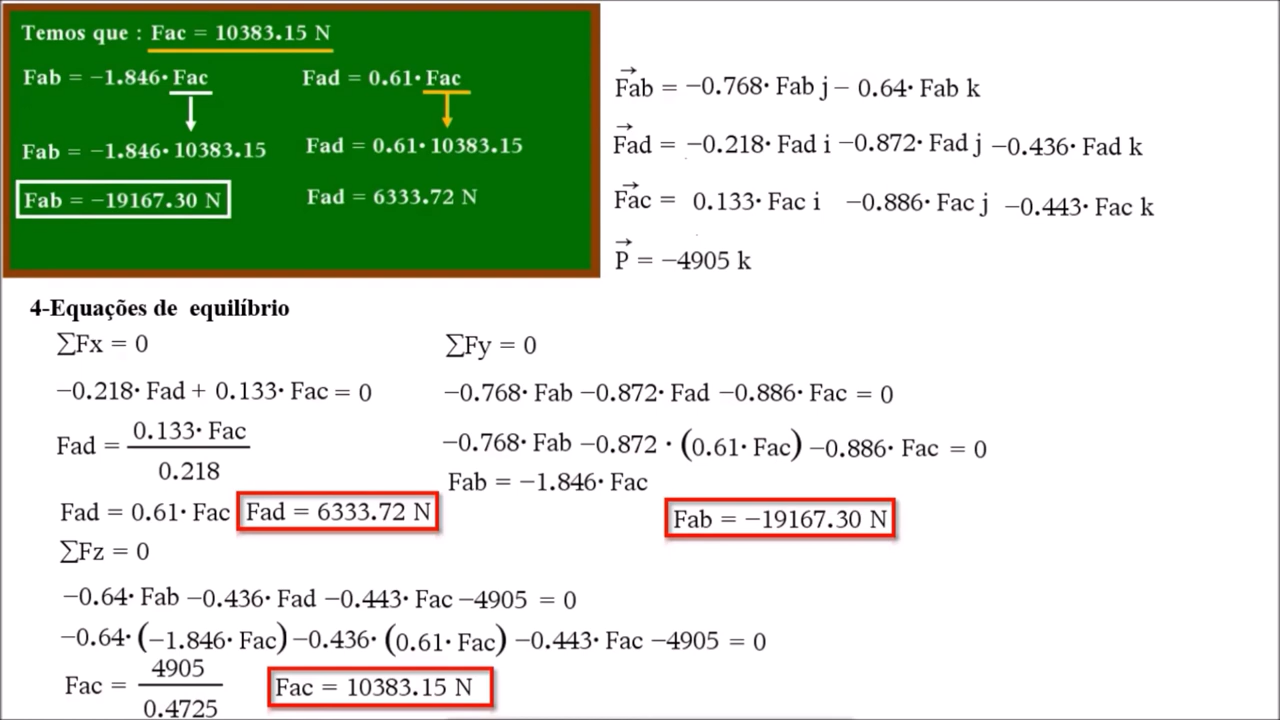 Temos que : Fac = 10383.15 N
Fab = −1.846· Fac
Fad = 0.61· Fac
Fab = −1.846· 10383.15
Fad = 0.61· 10383.15
Fab = −19167.30 N
Fad = 6333.72 N
→Fab = −0.768· Fab j − 0.64· Fab k
→Fad = −0.218· Fad i −0.872· Fad j −0.436· Fad k
→Fac = 0.133· Fac i −0.886· Fac j −0.443· Fac k
→P = −4905 k
4-Equações de equilíbrio
∑Fx = 0
−0.218· Fad + 0.133· Fac = 0
Fad = 0.133· Fac / 0.218
Fad = 0.61· Fac Fad = 6333.72 N
∑Fy = 0
−0.768· Fab −0.872· Fad −0.886· Fac = 0
−0.768· Fab −0.872 · (0.61· Fac) −0.886· Fac = 0
Fab = −1.846· Fac
Fab = −19167.30 N
∑Fz = 0
−0.64· Fab −0.436· Fad −0.443· Fac −4905 = 0
−0.64· (−1.846· Fac) −0.436· (0.61· Fac) −0.443· Fac −4905 = 0
Fac = 4905 / 0.4725
Fac = 10383.15 N